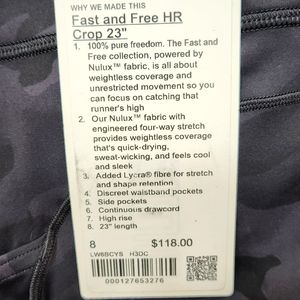 WHY WE MADE THIS
Fast and Free HR
Crop 23"
1. 100% pure freedom. The Fast and
Free collection, powered by
Nulux™ fabric, is all about
weightless coverage and
unrestricted movement so you
can focus on catching that
runner's high
2. Our Nulux™ fabric with
engineered four-way stretch
provides weightless coverage
that's quick-drying,
sweat-wicking, and feels cool
and sleek
3. Added Lycra® fibre for stretch
and shape retention
4. Discreet waistband pockets
5. Side pockets
6. Continuous drawcord
7. High rise
8. 23" length
8 $118.00
LW6BCYS H3DC
000127653276